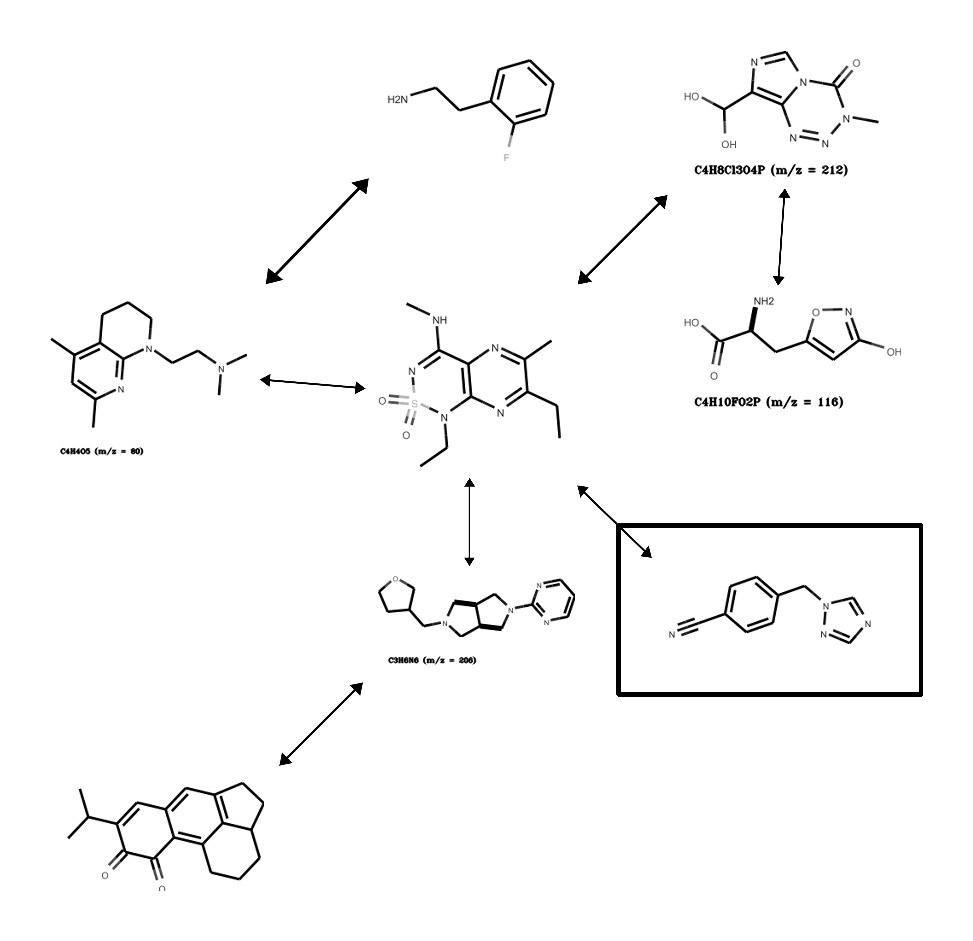 H2N
F
N
N
O
HO
OH
N
N
N
C4H8Cl3O4P (m/z = 212)
NH2
HO
O
O
N
OH
C4H10FO2P (m/z = 116)
N
N
N
C4H4O5 (m/z = 80)
NH
N
N
O
S
O
N
N
O
N
N
N
N
C3H6N6 (m/z = 206)
N
N
N
N
O
O